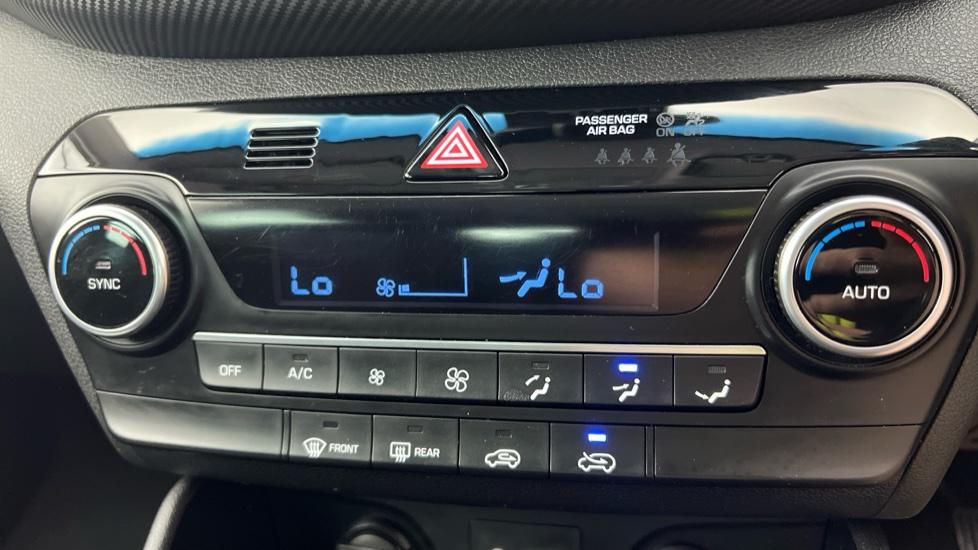 PASSENGER
AIR BAG
ON OFF
SYNC
Lo
Lo
AUTO
OFF
A/C
FRONT
REAR